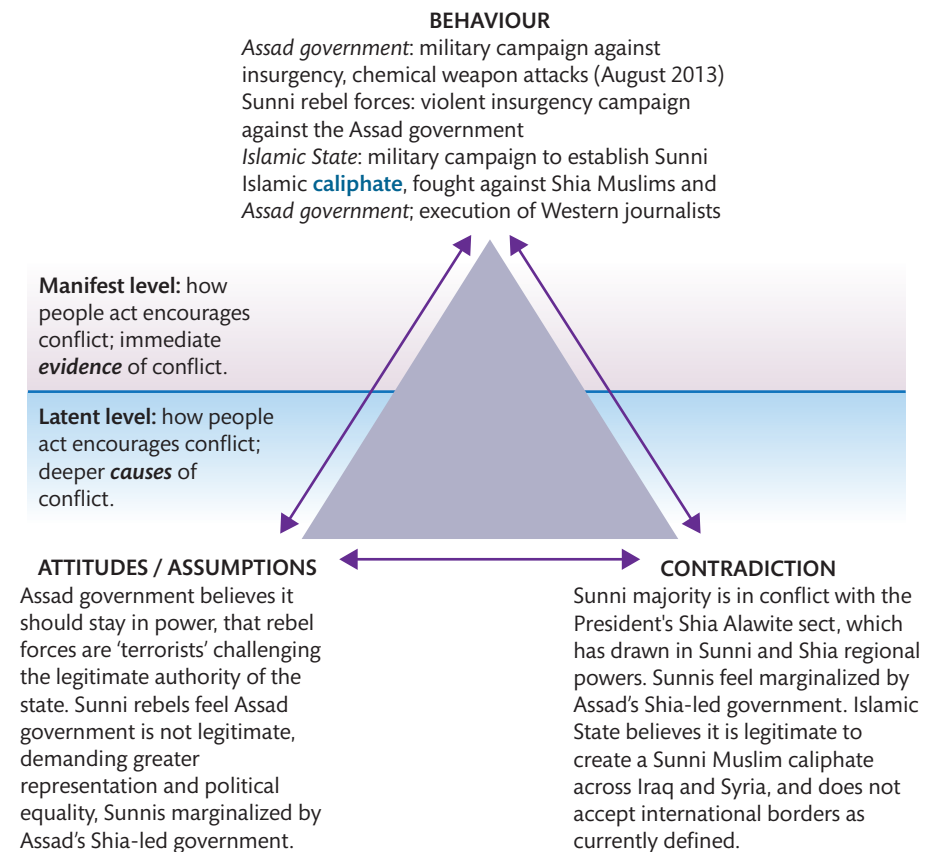 BEHAVIOUR
Assad government: military campaign against
insurgency, chemical weapon attacks (August 2013)
Sunni rebel forces: violent insurgency campaign
against the Assad government
Islamic State: military campaign to establish Sunni
Islamic caliphate, fought against Shia Muslims and
Assad government; execution of Western journalists
Manifest level: how
people act encourages
conflict; immediate
evidence of conflict.
Latent level: how people
act encourages conflict;
deeper causes of
conflict.
ATTITUDES / ASSUMPTIONS
Assad government believes it
should stay in power, that rebel
forces are ‘terrorists’ challenging
the legitimate authority of the
state. Sunni rebels feel Assad
government is not legitimate,
demanding greater
representation and political
equality, Sunnis marginalized by
Assad’s Shia-led government.
CONTRADICTION
Sunni majority is in conflict with the
President's Shia Alawite sect, which
has drawn in Sunni and Shia regional
powers. Sunnis feel marginalized by
Assad’s Shia-led government. Islamic
State believes it is legitimate to
create a Sunni Muslim caliphate
across Iraq and Syria, and does not
accept international borders as
currently defined.